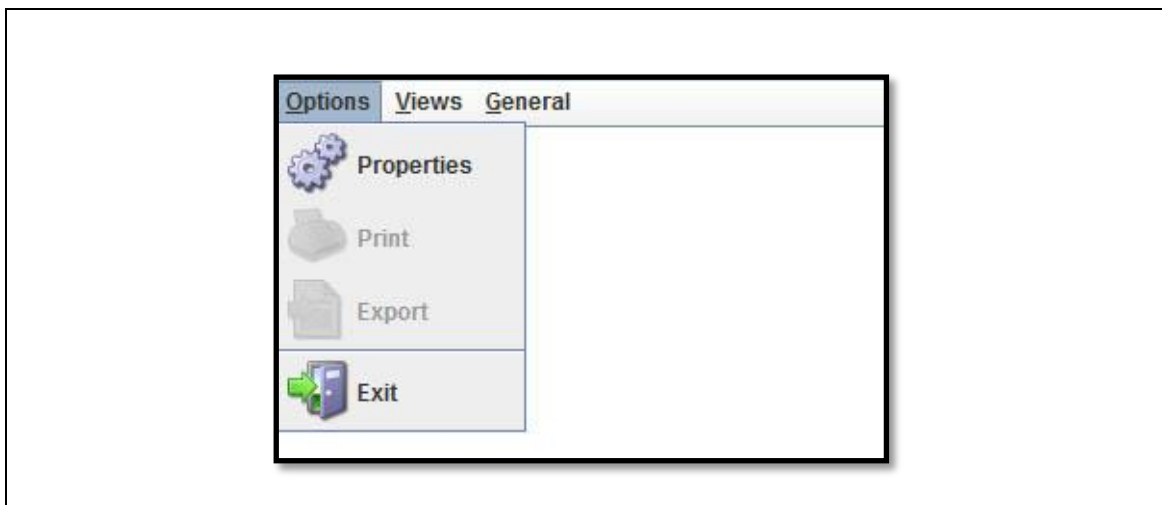 Options Views General
Properties
Print
Export
Exit